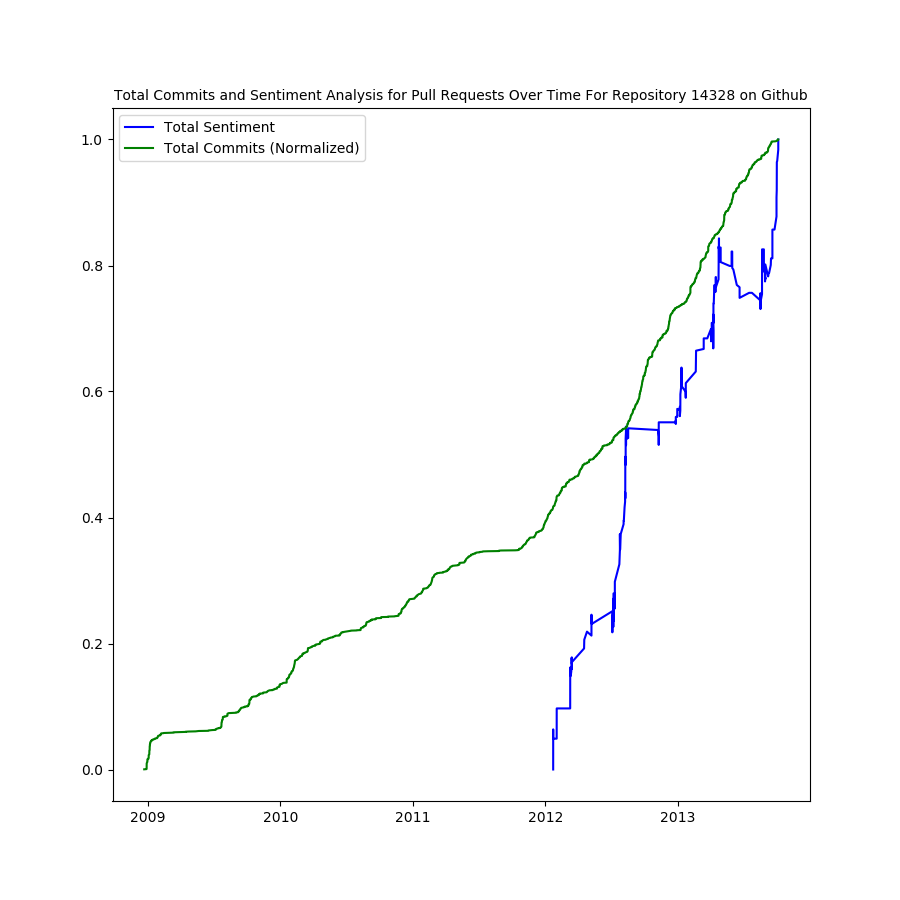 Total Commits and Sentiment Analysis for Pull Requests Over Time For Repository 14328 on Github
Total Sentiment
Total Commits (Normalized)
1.0
0.8
0.6
0.4
0.2
0.0
2009 2010 2011 2012 2013